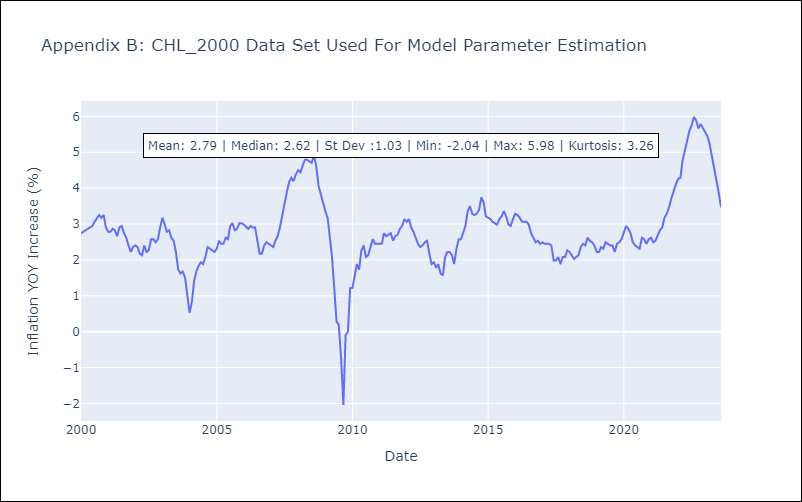 Appendix B: CHL_2000 Data Set Used For Model Parameter Estimation
Mean: 2.79 | Median: 2.62 | St Dev :1.03 | Min: -2.04 | Max: 5.98 | Kurtosis: 3.26
Inflation YOY Increase (%)
6
5
4
3
2
1
0
−1
−2
2000 2005 2010 2015 2020
Date